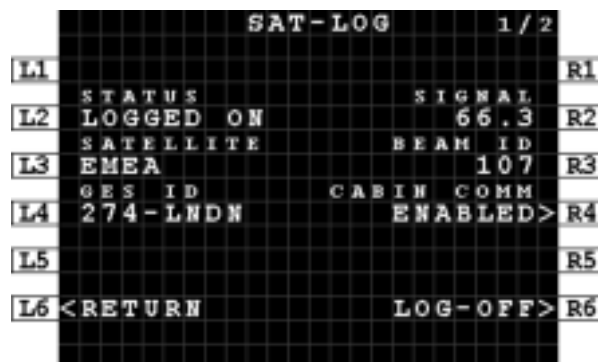 SAT-LOG 1/2
L1 R1
STATUS SIGNAL
L2 LOGGED ON 66.3 R2
SATELLITE BEAM ID
L3 EMEA 107 R3
GES ID CABIN COMM
L4 274-LNDN ENABLED> R4
L5 R5
L6 <RETURN LOG-OFF> R6